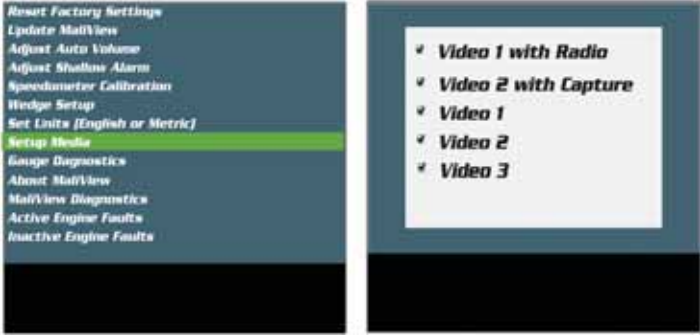 Reset Factory Settings
Update MaliView
Adjust Auto Volume
Adjust Shallow Alarm
Speedometer Calibration
Wedge Setup
Set Units [English or Metric]
Setup Media
Gauge Dagnostics
About MaliView
MaliView Diagnostics
Active Engine Faults
Inactive Engine Faults
Video 1 with Radio
Video 2 with Capture
Video 1
Video 2
Video 3